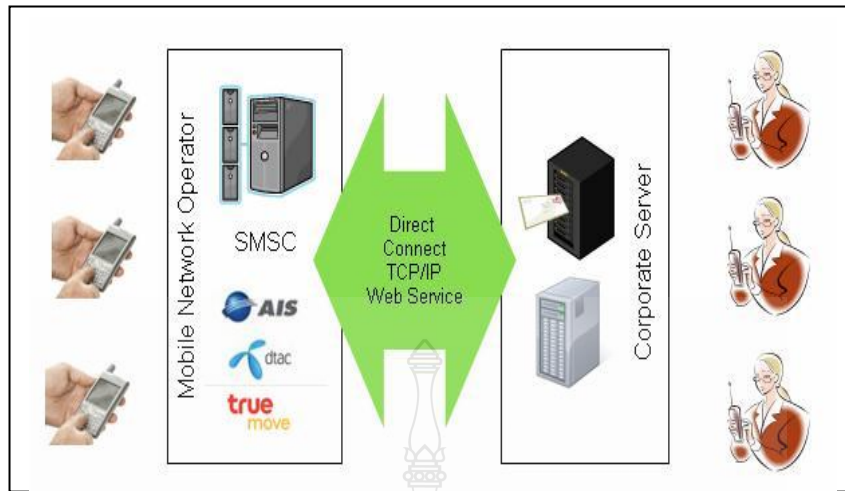 Mobile Network Operator
SMSC
AIS
dtac
true
move
Direct
Connect
TCP/IP
Web Service
Corporate Server